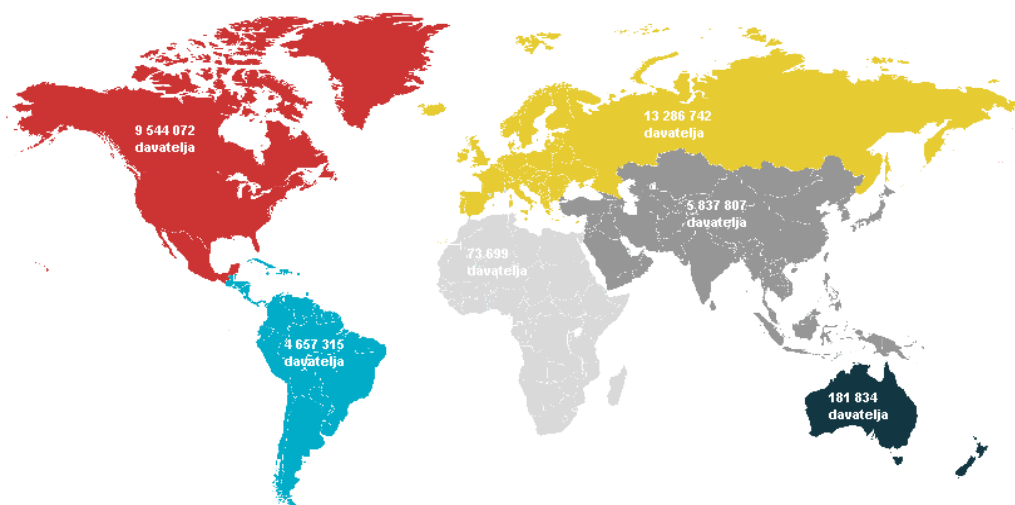 9 544 072
davatelja
13 286 742
davatelja
5 837 807
davatelja
73.699
davatelja
4 657 315
davatelja
181 834
davatelja